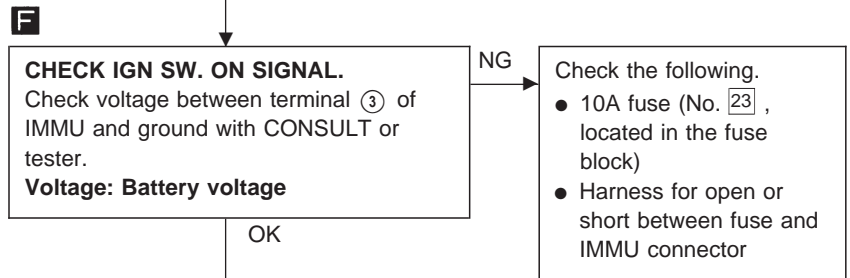 F
CHECK IGN SW. ON SIGNAL.
Check voltage between terminal ③ of
IMMU and ground with CONSULT or
tester.
Voltage: Battery voltage
OK
NG
Check the following.
● 10A fuse (No. 23 ,
located in the fuse
block)
● Harness for open or
short between fuse and
IMMU connector